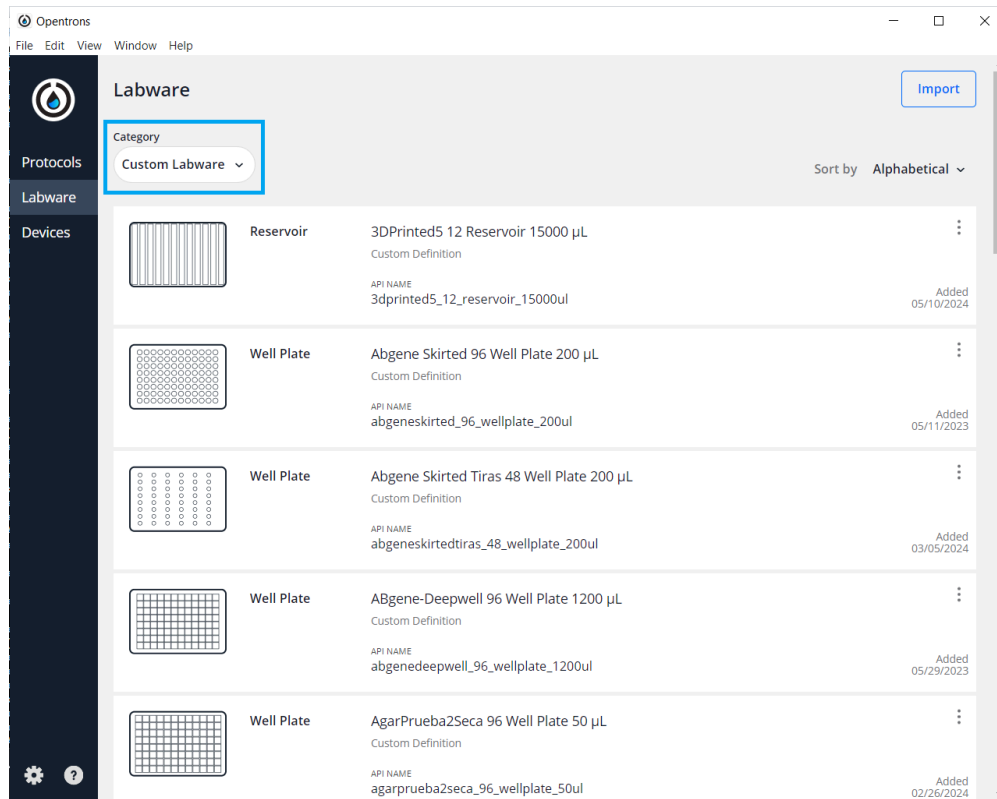 Opentrons
File Edit View Window Help
Labware
Import
Category
Custom Labware
Sort by Alphabetical
Protocols
Labware
Devices
Reservoir
3DPrinted5 12 Reservoir 15000 µL
Custom Definition
API NAME
3dprinted5_12_reservoir_15000ul
Added
05/10/2024
Well Plate
Abgene Skirted 96 Well Plate 200 µL
Custom Definition
API NAME
abgeneskirted_96_wellplate_200ul
Added
05/11/2023
Well Plate
Abgene Skirted Tiras 48 Well Plate 200 µL
Custom Definition
API NAME
abgeneskirtedtiras_48_wellplate_200ul
Added
03/05/2024
Well Plate
ABgene-Deepwell 96 Well Plate 1200 µL
Custom Definition
API NAME
abgenedeepwell_96_wellplate_1200ul
Added
05/29/2023
Well Plate
AgarPrueba2Seca 96 Well Plate 50 µL
Custom Definition
API NAME
agarprueba2seca_96_wellplate_50ul
Added
02/26/2024
?